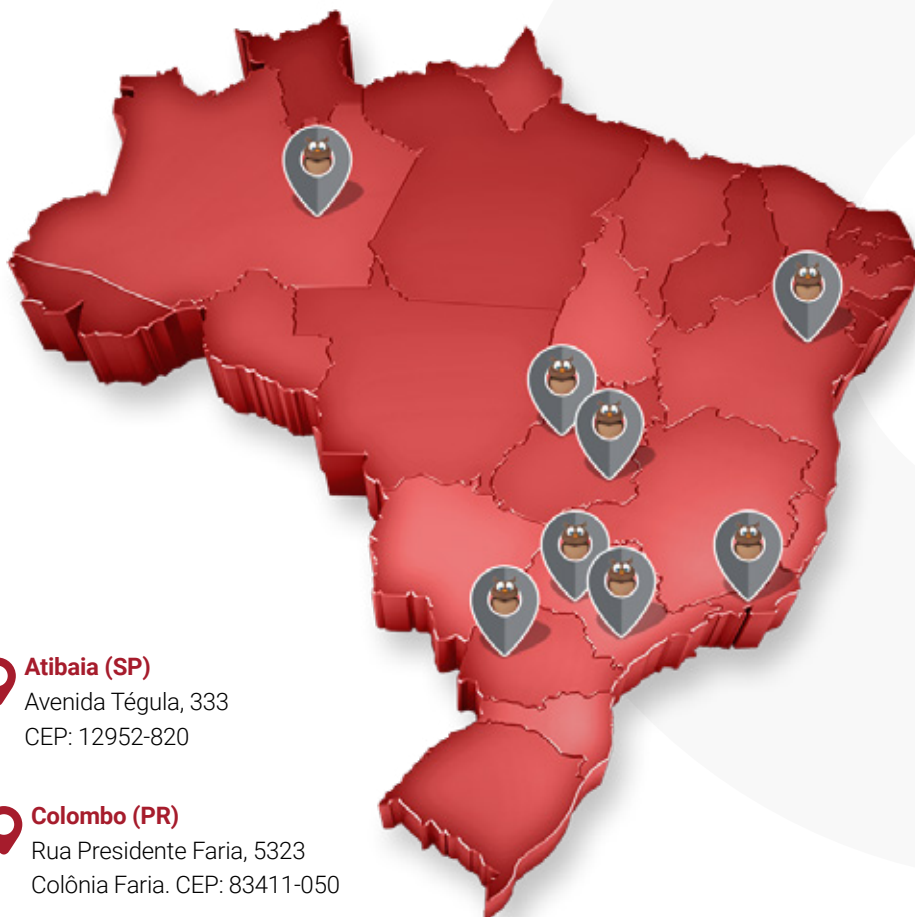 Atibaia (SP)
Avenida Tégula, 333
CEP: 12952-820
Colombo (PR)
Rua Presidente Faria, 5323
Colônia Faria. CEP: 83411-050